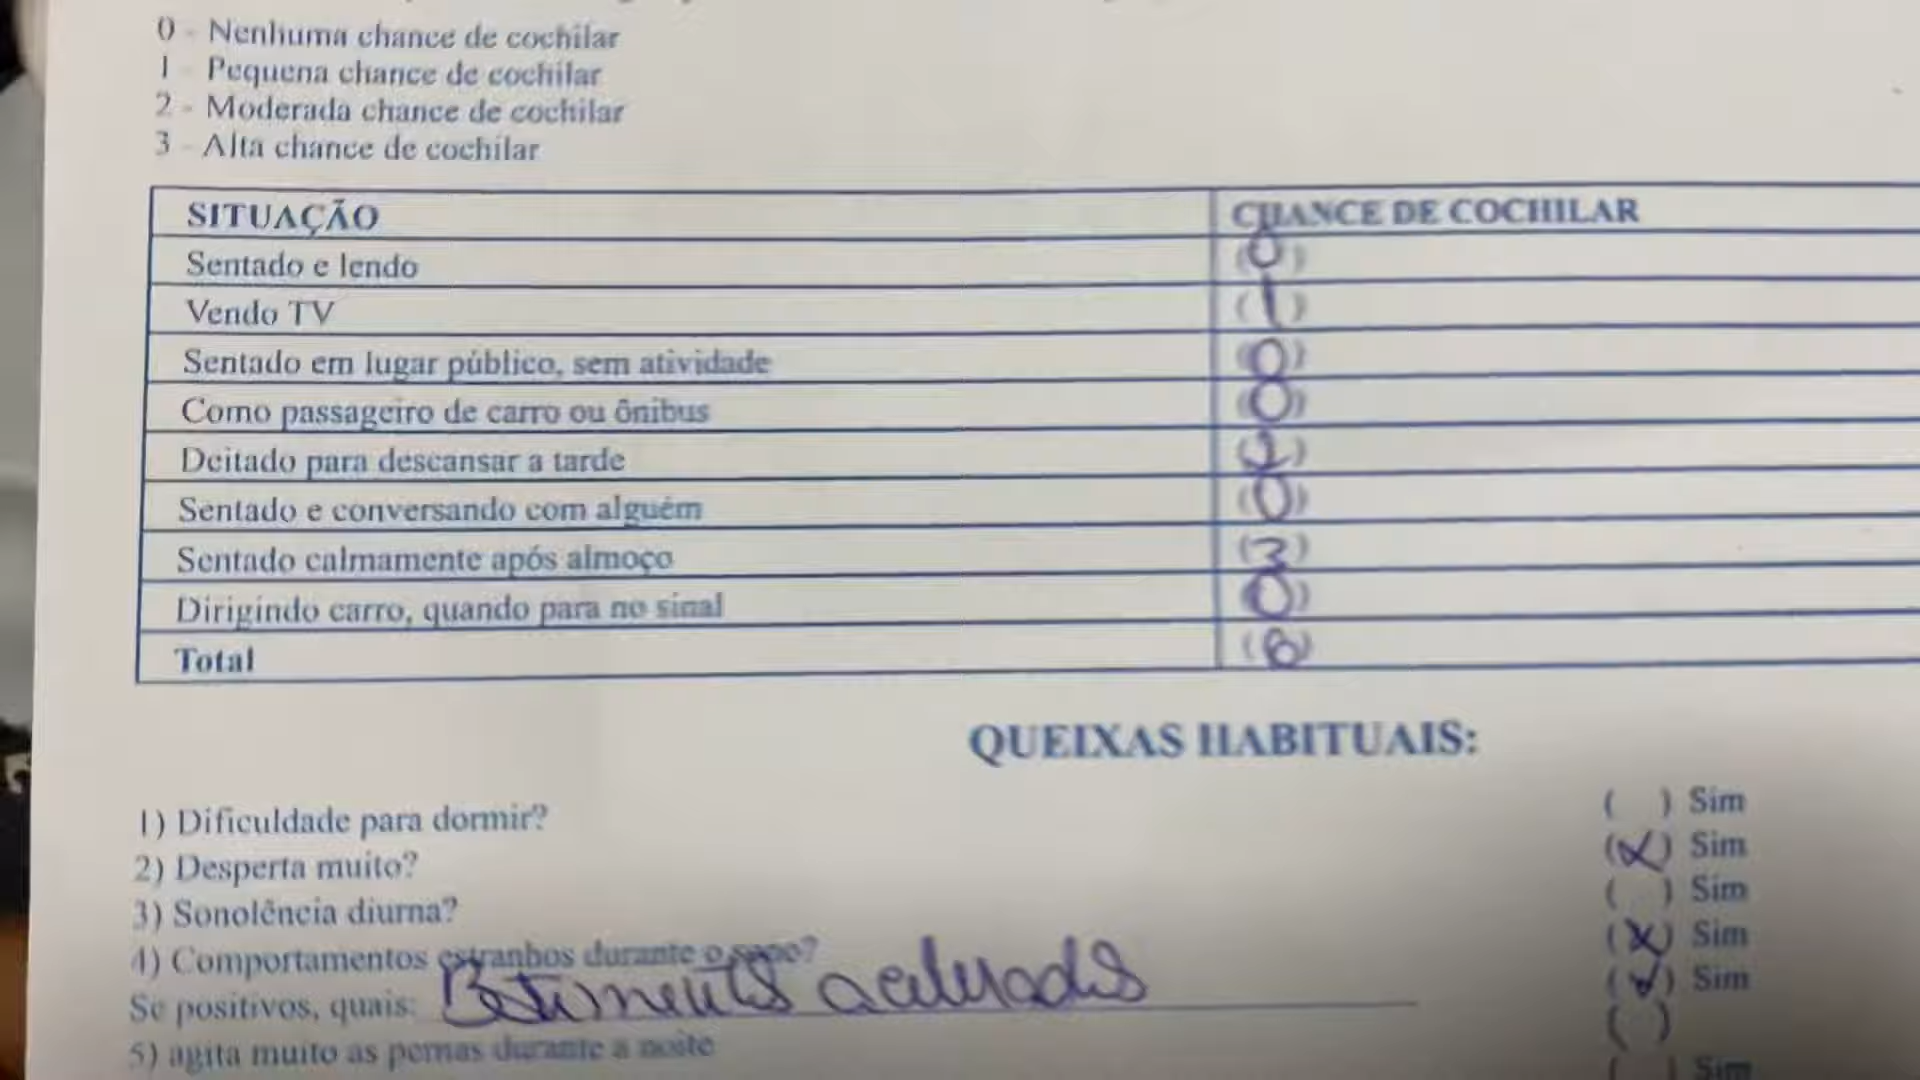 0 - Nenhuma chance de cochilar
1 - Pequena chance de cochilar
2 - Moderada chance de cochilar
3 - Alta chance de cochilar
SITUAÇÃO CHANCE DE COCHILAR
Sentado e lendo (0)
Vendo TV (1)
Sentado em lugar público, sem atividade (0)
Como passageiro de carro ou ônibus (0)
Deitado para descansar a tarde (2)
Sentado e conversando com alguém (0)
Sentado calmamente após almoço (3)
Dirigindo carro, quando para no sinal (0)
Total (6)
QUEIXAS HABITUAIS:
1) Dificuldade para dormir? ( ) Sim
2) Desperta muito? (X) Sim
3) Sonolência diurna? ( ) Sim
4) Comportamentos estranhos durante o sono? (X) Sim
Se positivos, quais: Batimentos acelerados (X) Sim
5) agita muito as pernas durante a noite ( )
( ) Sim